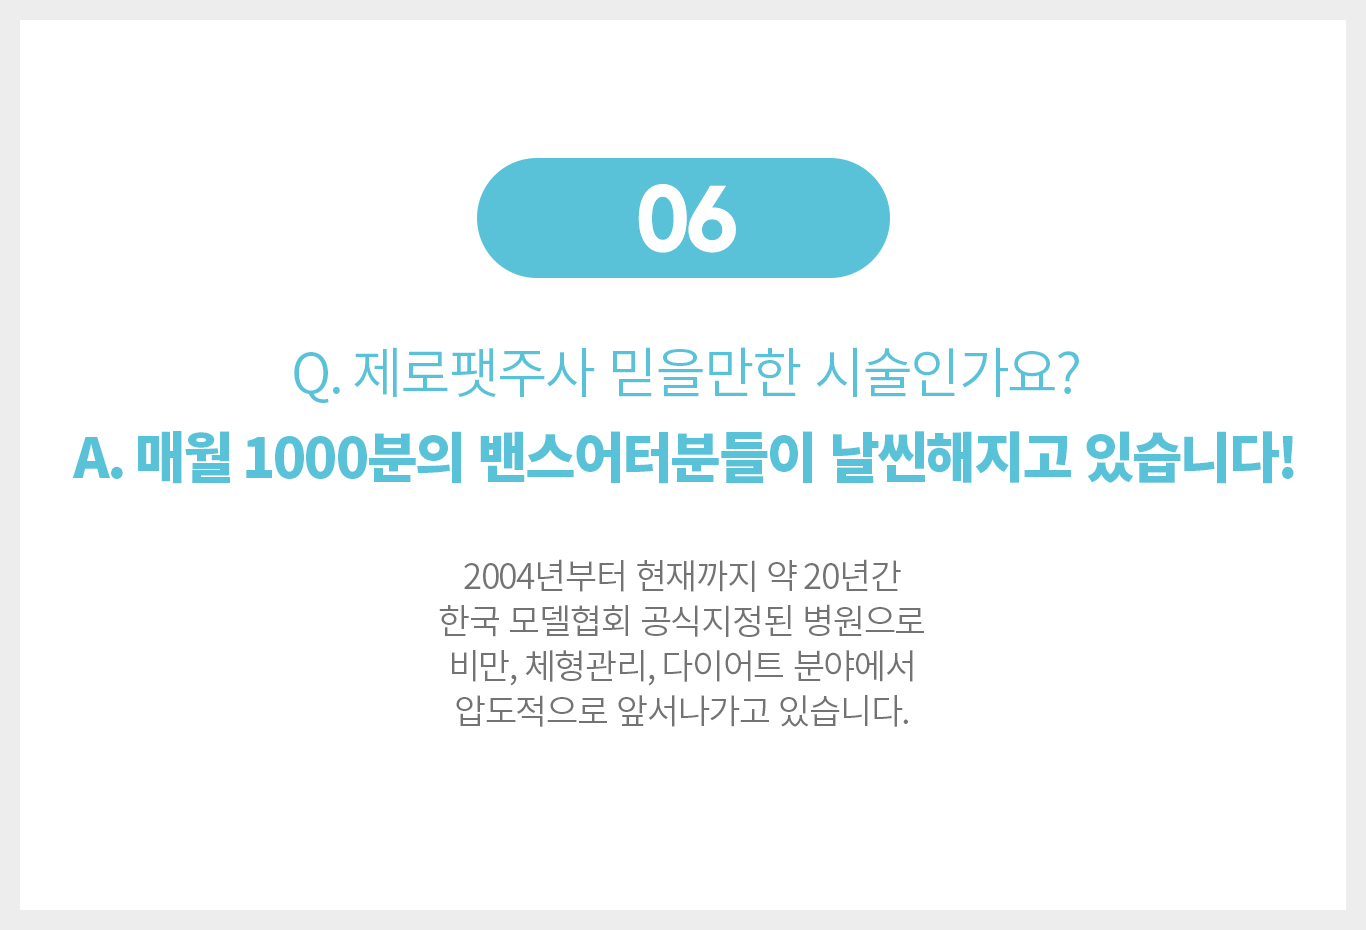 06
Q. 제로팻주사 믿을만한 시술인가요?
A. 매월 1000분의 밴스어터분들이 날씬해지고 있습니다!
2004년부터 현재까지 약 20년간
한국 모델협회 공식지정된 병원으로
비만, 체형관리, 다이어트 분야에서
압도적으로 앞서나가고 있습니다.